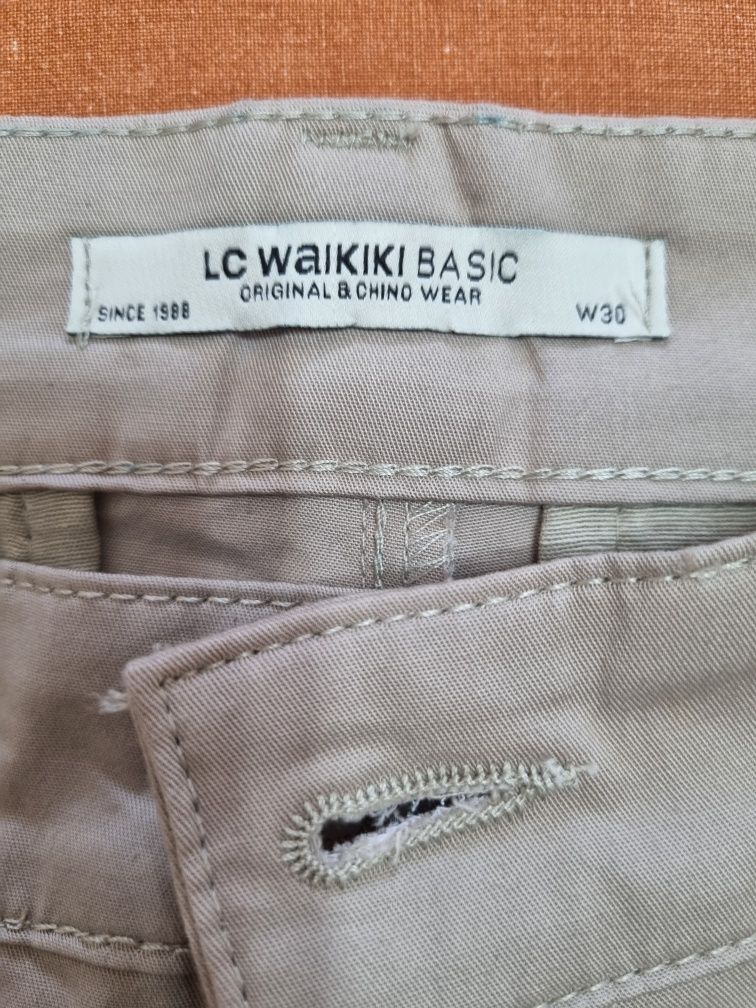 LC WAIKIKI BASIC
ORIGINAL & CHINO WEAR
SINCE 1988 W30